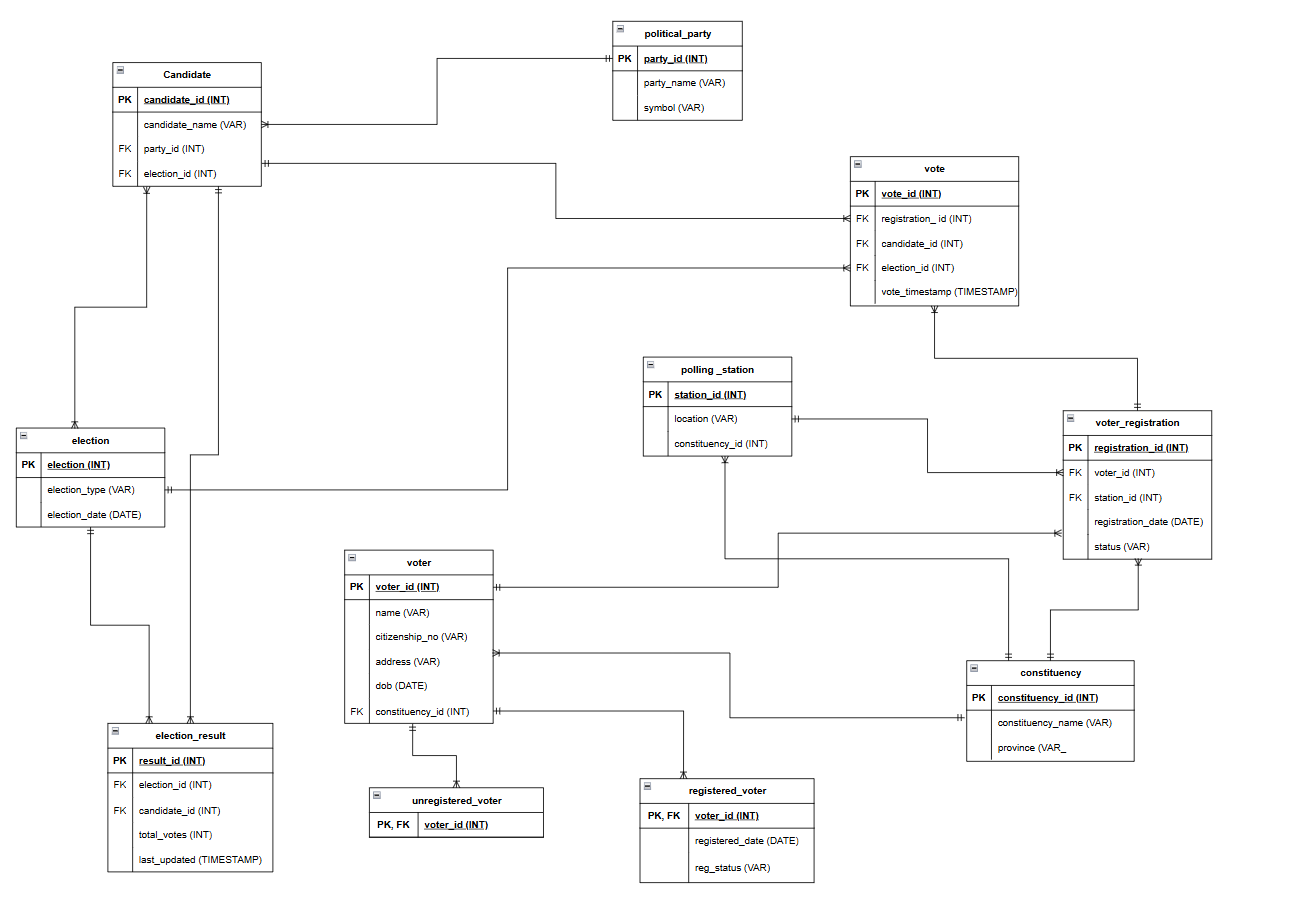 political_party
PK party_id (INT)
party_name (VAR)
symbol (VAR)
Candidate
PK candidate_id (INT)
candidate_name (VAR)
FK party_id (INT)
FK election_id (INT)
vote
PK vote_id (INT)
FK registration_ id (INT)
FK candidate_id (INT)
FK election_id (INT)
vote_timestamp (TIMESTAMP)
polling _station
PK station_id (INT)
location (VAR)
constituency_id (INT)
voter_registration
PK registration_id (INT)
FK voter_id (INT)
FK station_id (INT)
registration_date (DATE)
status (VAR)
election
PK election (INT)
election_type (VAR)
election_date (DATE)
voter
PK voter_id (INT)
name (VAR)
citizenship_no (VAR)
address (VAR)
dob (DATE)
FK constituency_id (INT)
constituency
PK constituency_id (INT)
constituency_name (VAR)
province (VAR_
election_result
PK result_id (INT)
FK election_id (INT)
FK candidate_id (INT)
total_votes (INT)
last_updated (TIMESTAMP)
unregistered_voter
PK, FK voter_id (INT)
registered_voter
PK, FK voter_id (INT)
registered_date (DATE)
reg_status (VAR)